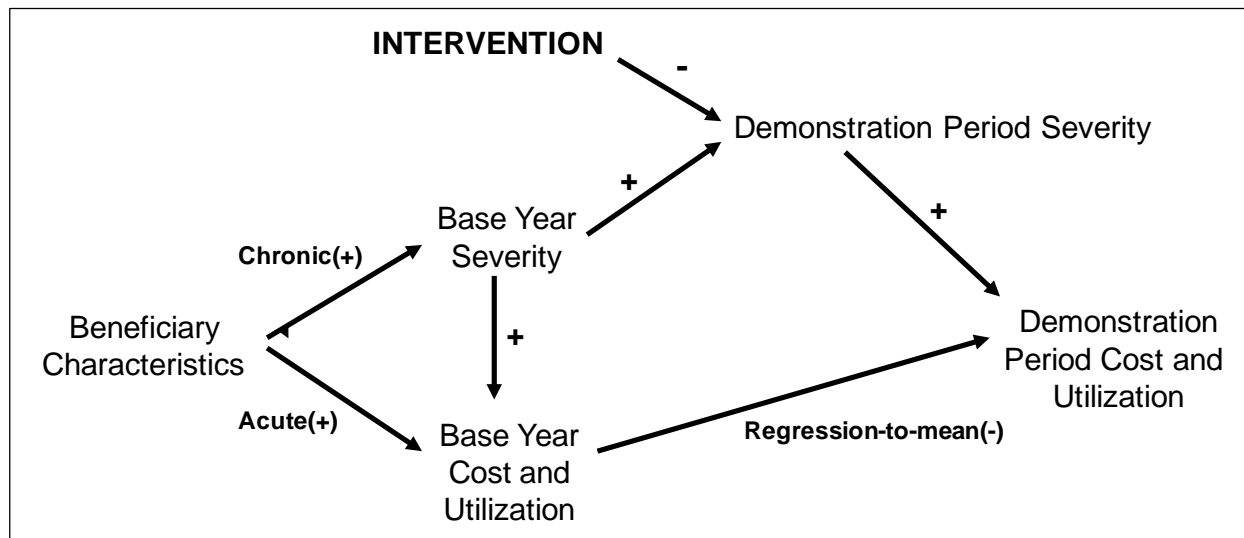 INTERVENTION
-
Demonstration Period Severity
+
Base Year
Severity
+
Chronic(+)
Beneficiary
Characteristics
+
Demonstration
Period Cost and
Utilization
Acute(+)
Base Year
Cost and
Utilization
Regression-to-mean(-)